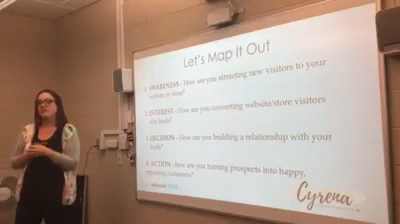 Let's Map It Out
1. AWARENESS - How are you attracting new visitors to your
website or store?
2. INTEREST - How are you converting website/store visitors
into leads?
3. DECISION - How are you building a relationship with your
leads?
4. ACTION - how are you turning prospects into happy,
repeating customers?
Cyrena